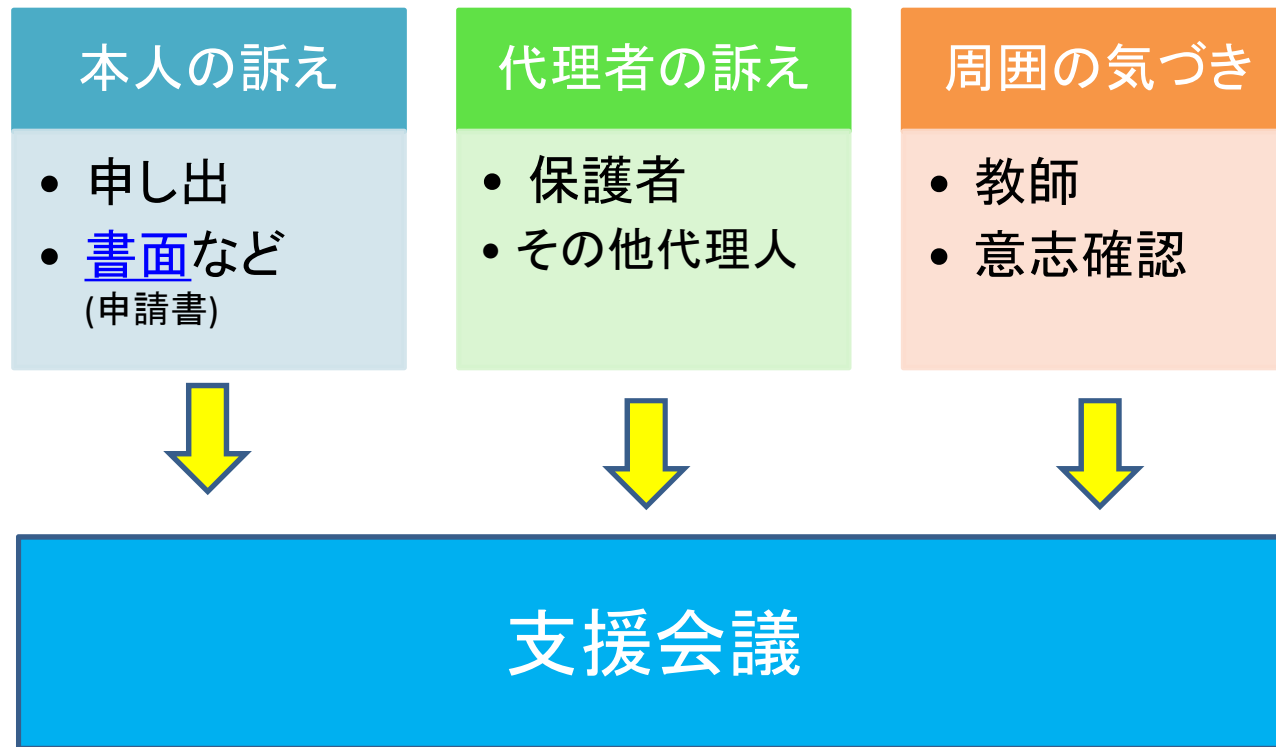 本人の訴え
• 申し出
• 書面など
(申請書)
代理者の訴え
• 保護者
• その他代理人
周囲の気づき
• 教師
• 意志確認
支援会議